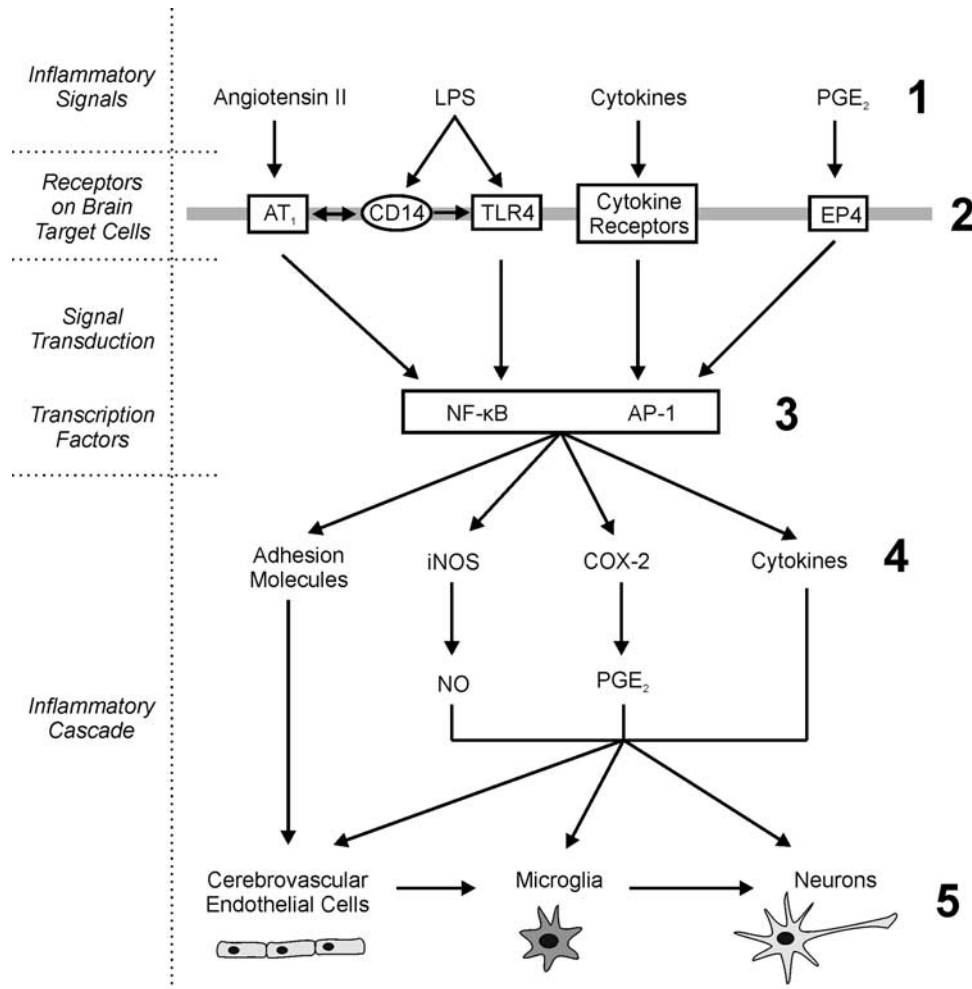 Inflammatory
Signals
Angiotensin II
LPS
Cytokines
PGE₂
1
Receptors
on Brain
Target Cells
AT₁
CD14
TLR4
Cytokine
Receptors
EP4
2
Signal
Transduction
Transcription
Factors
NF-κB
AP-1
3
Adhesion
Molecules
iNOS
COX-2
Cytokines
4
Inflammatory
Cascade
NO
PGE₂
Cerebrovascular
Endothelial Cells
Microglia
Neurons
5